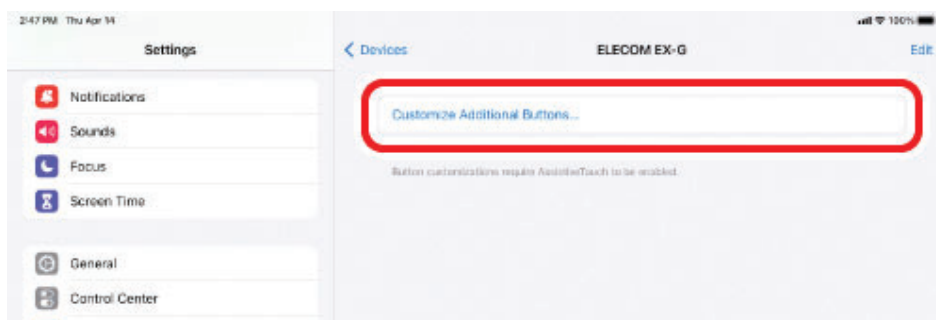 2:47 PM Thu Apr 14
100%
Settings
Devices
ELECOM EX-G
Edit
Notifications
Sounds
Focus
Screen Time
General
Control Center
Customize Additional Buttons...
Button customizations require AssistiveTouch to be enabled.